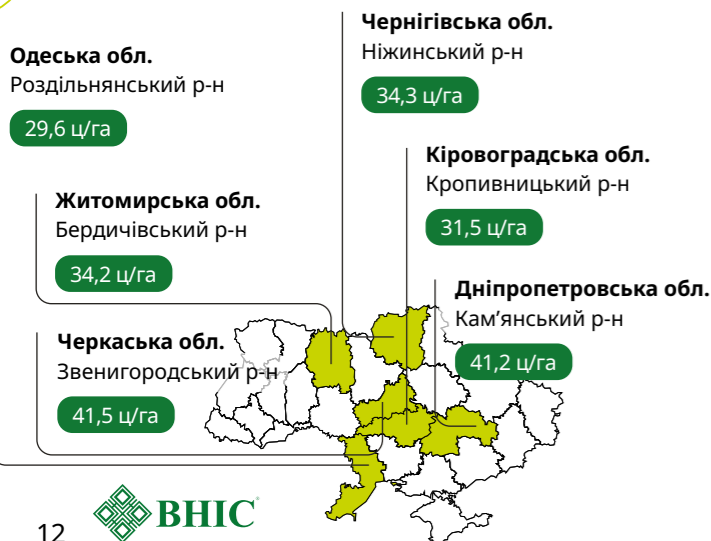 Чернігівська обл.
Ніжинський р-н
34,3 ц/га
Одеська обл.
Роздільнянський р-н
29,6 ц/га
Кіровоградська обл.
Кропивницький р-н
31,5 ц/га
Житомирська обл.
Бердичівський р-н
34,2 ц/га
Дніпропетровська обл.
Кам’янський р-н
41,2 ц/га
Черкаська обл.
Звенигородський р-н
41,5 ц/га
12
ВНІС